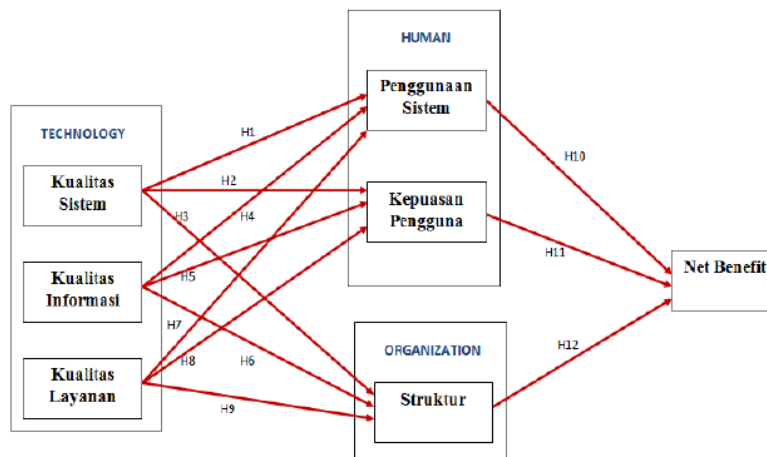 HUMAN
Penggunaan
Sistem
TECHNOLOGY
H1
H10
Kualitas
Sistem
H2
Kepuasan
Pengguna
H3
H4
H11
Net Benefit
Kualitas
Informasi
H5
H7
H8
H6
ORGANIZATION
H12
Kualitas
Layanan
Struktur
H9